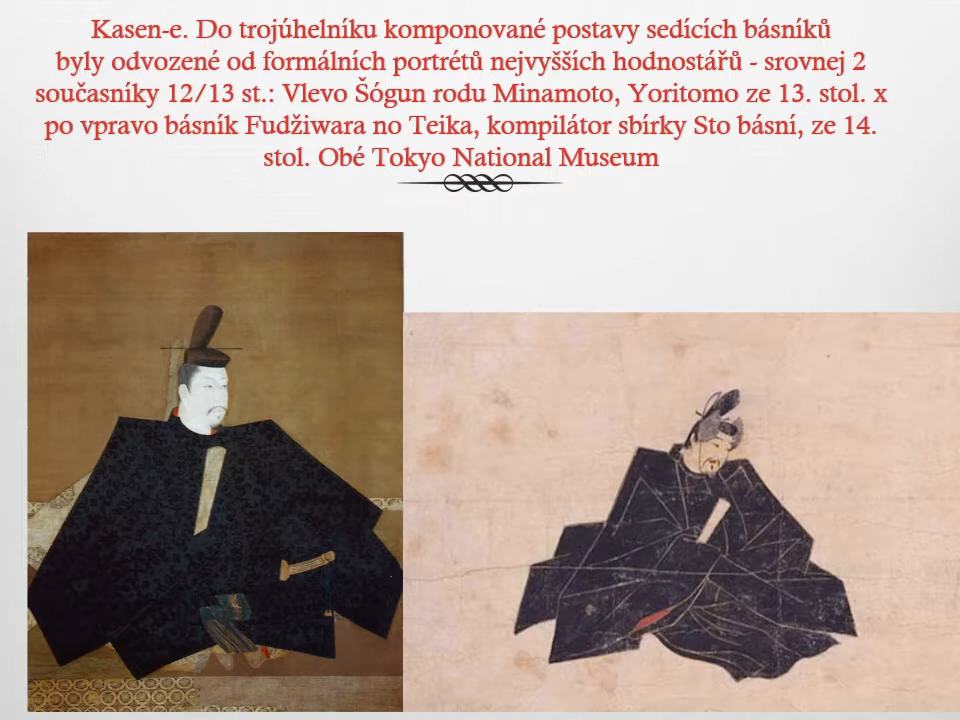 Kasen-e. Do trojúhelníku komponované postavy sedících básníků
byly odvozené od formálních portrétů nejvyšších hodnostářů - srovnej 2
současníky 12/13 st.: Vlevo Šógun rodu Minamoto, Yoritomo ze 13. stol. x
po vpravo básník Fudžiwara no Teika, kompilátor sbírky Sto básní, ze 14.
stol. Obé Tokyo National Museum